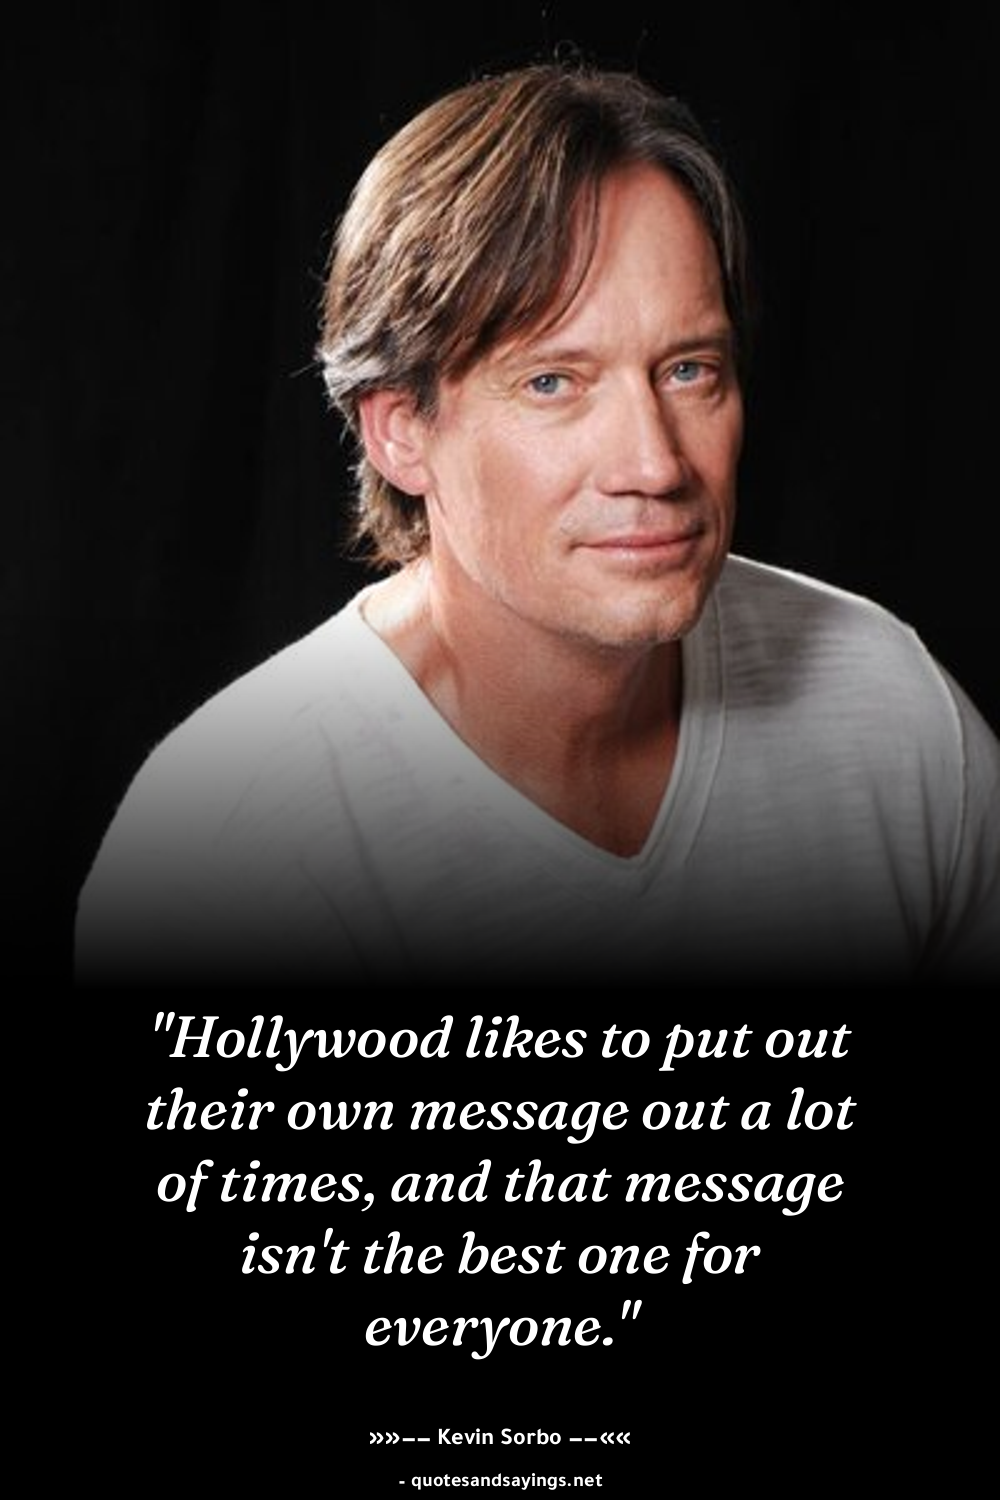 "Hollywood likes to put out
their own message out a lot
of times, and that message
isn't the best one for
everyone."
»»−− Kevin Sorbo −−««
- quotesandsayings.net